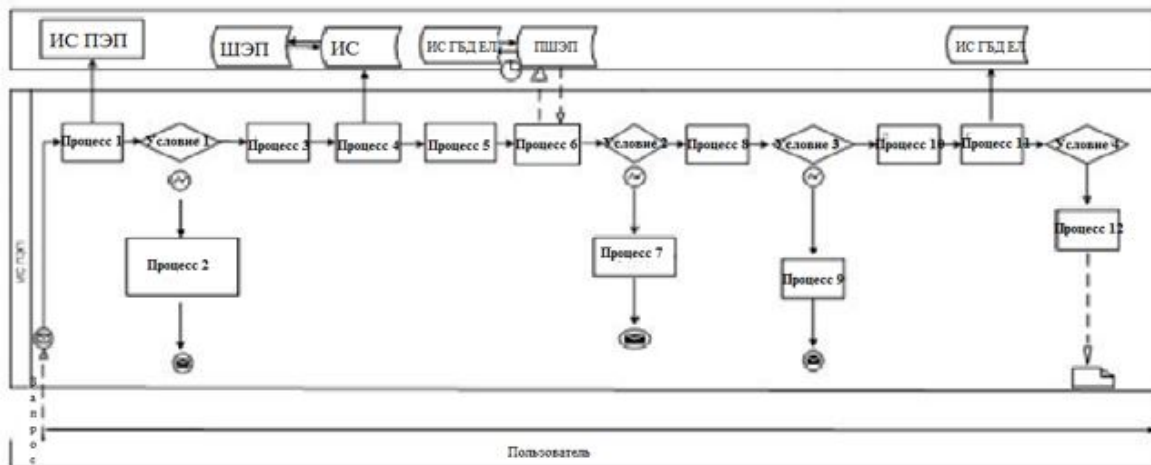 ИС ПЭП
ШЭП
ИС
ИС ГБД ЕЛ
ПШЭП
ИС ГБД ЕЛ
Процесс 1
Условие 1
Процесс 3
Процесс 4
Процесс 5
Процесс 6
Условие 2
Процесс 8
Условие 3
Процесс 10
Процесс 11
Условие 4
Процесс 2
Процесс 7
Процесс 9
Процесс 12
ИС ПЭП
Запрос
Пользователь